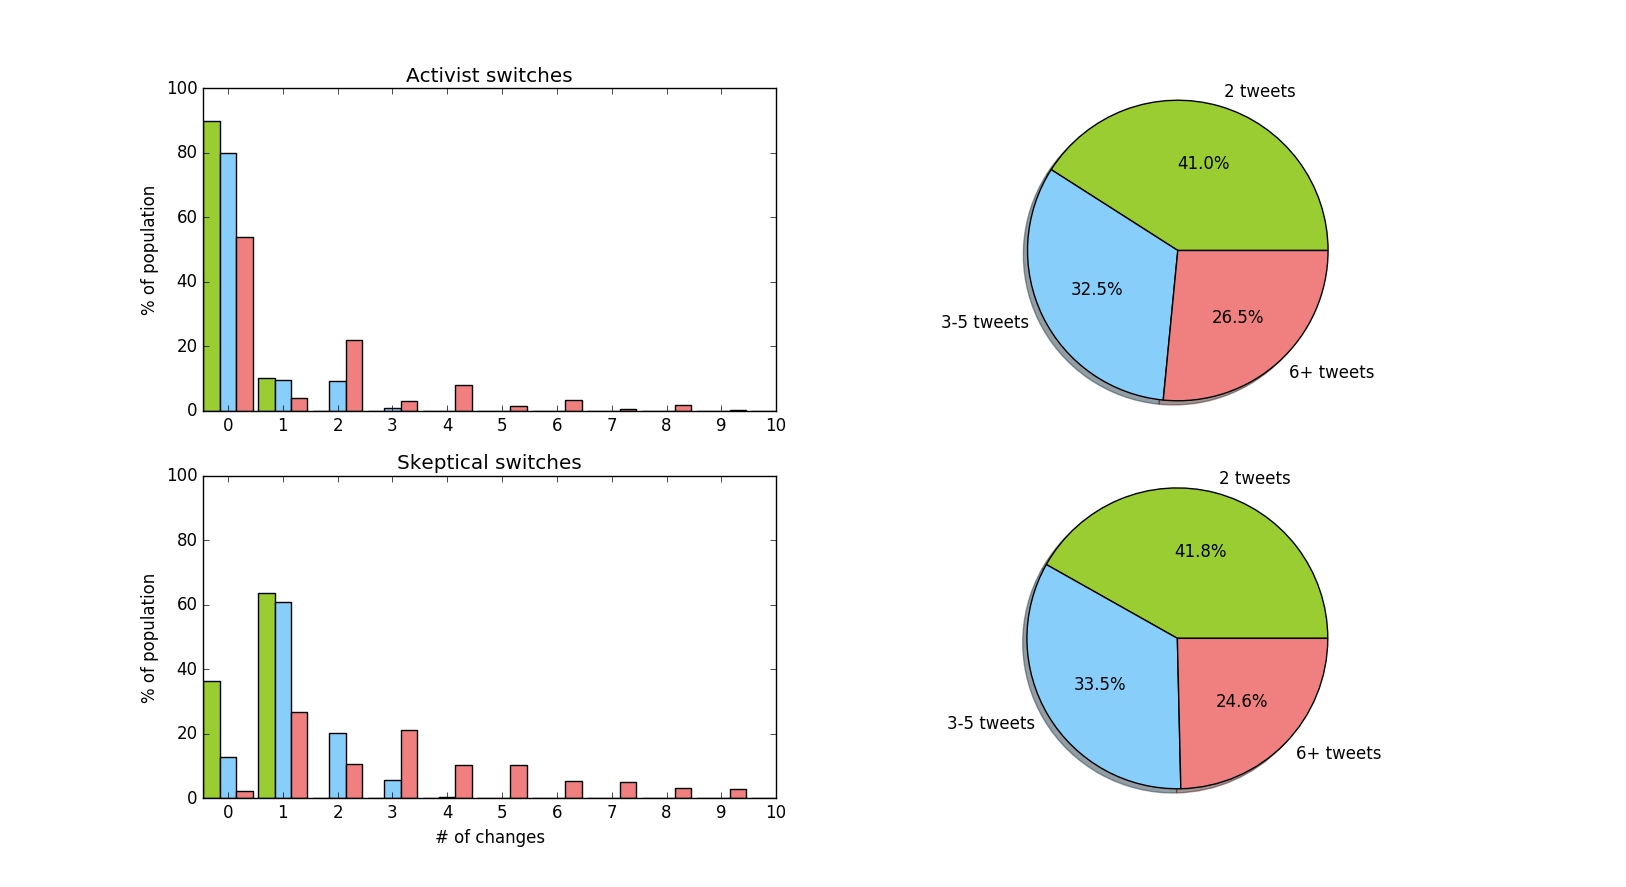 Activist switches
100
80
60
40
20
0
% of population
0 1 2 3 4 5 6 7 8 9 10
2 tweets
41.0%
32.5%
3-5 tweets
26.5%
6+ tweets
Skeptical switches
100
80
60
40
20
0
% of population
0 1 2 3 4 5 6 7 8 9 10
# of changes
2 tweets
41.8%
33.5%
3-5 tweets
24.6%
6+ tweets